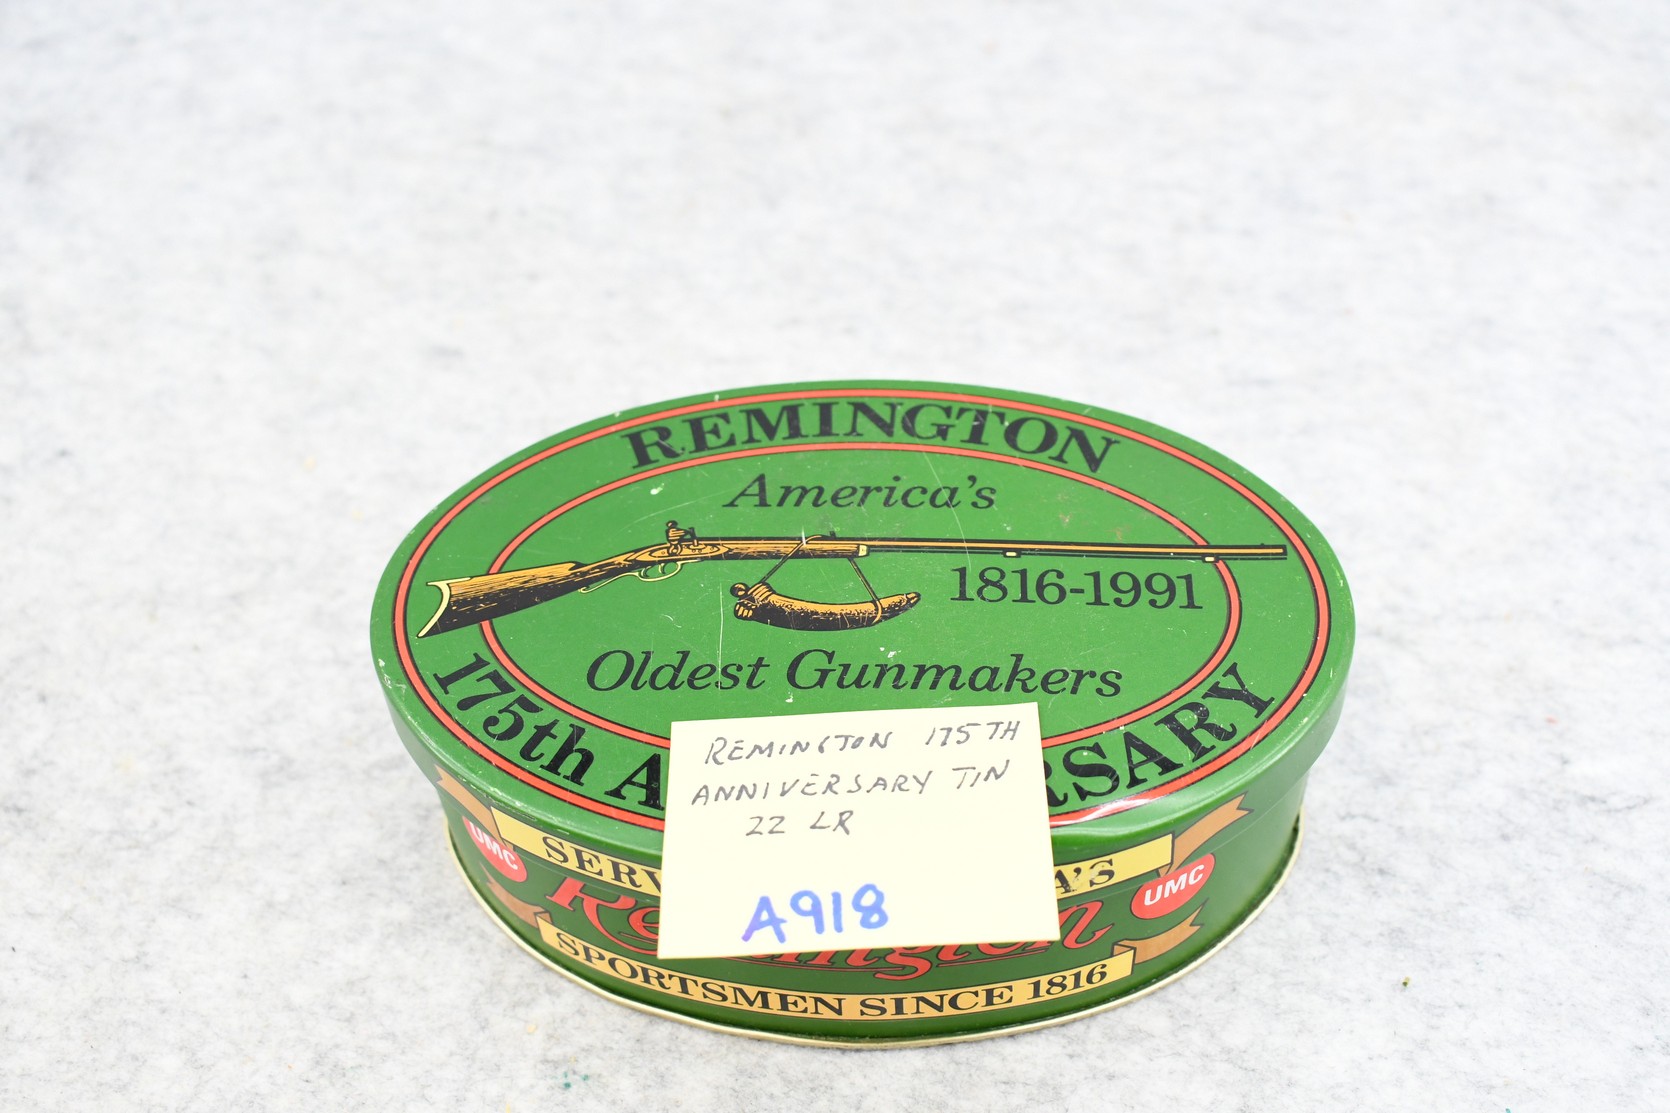 REMINGTON
America's
1816-1991
Oldest Gunmakers
175th A RSARY
REMINGTON 175TH
ANNIVERSARY TIN
22 LR
A918
SERV A'S
UMC
UMC
Remington
SPORTSMEN SINCE 1816